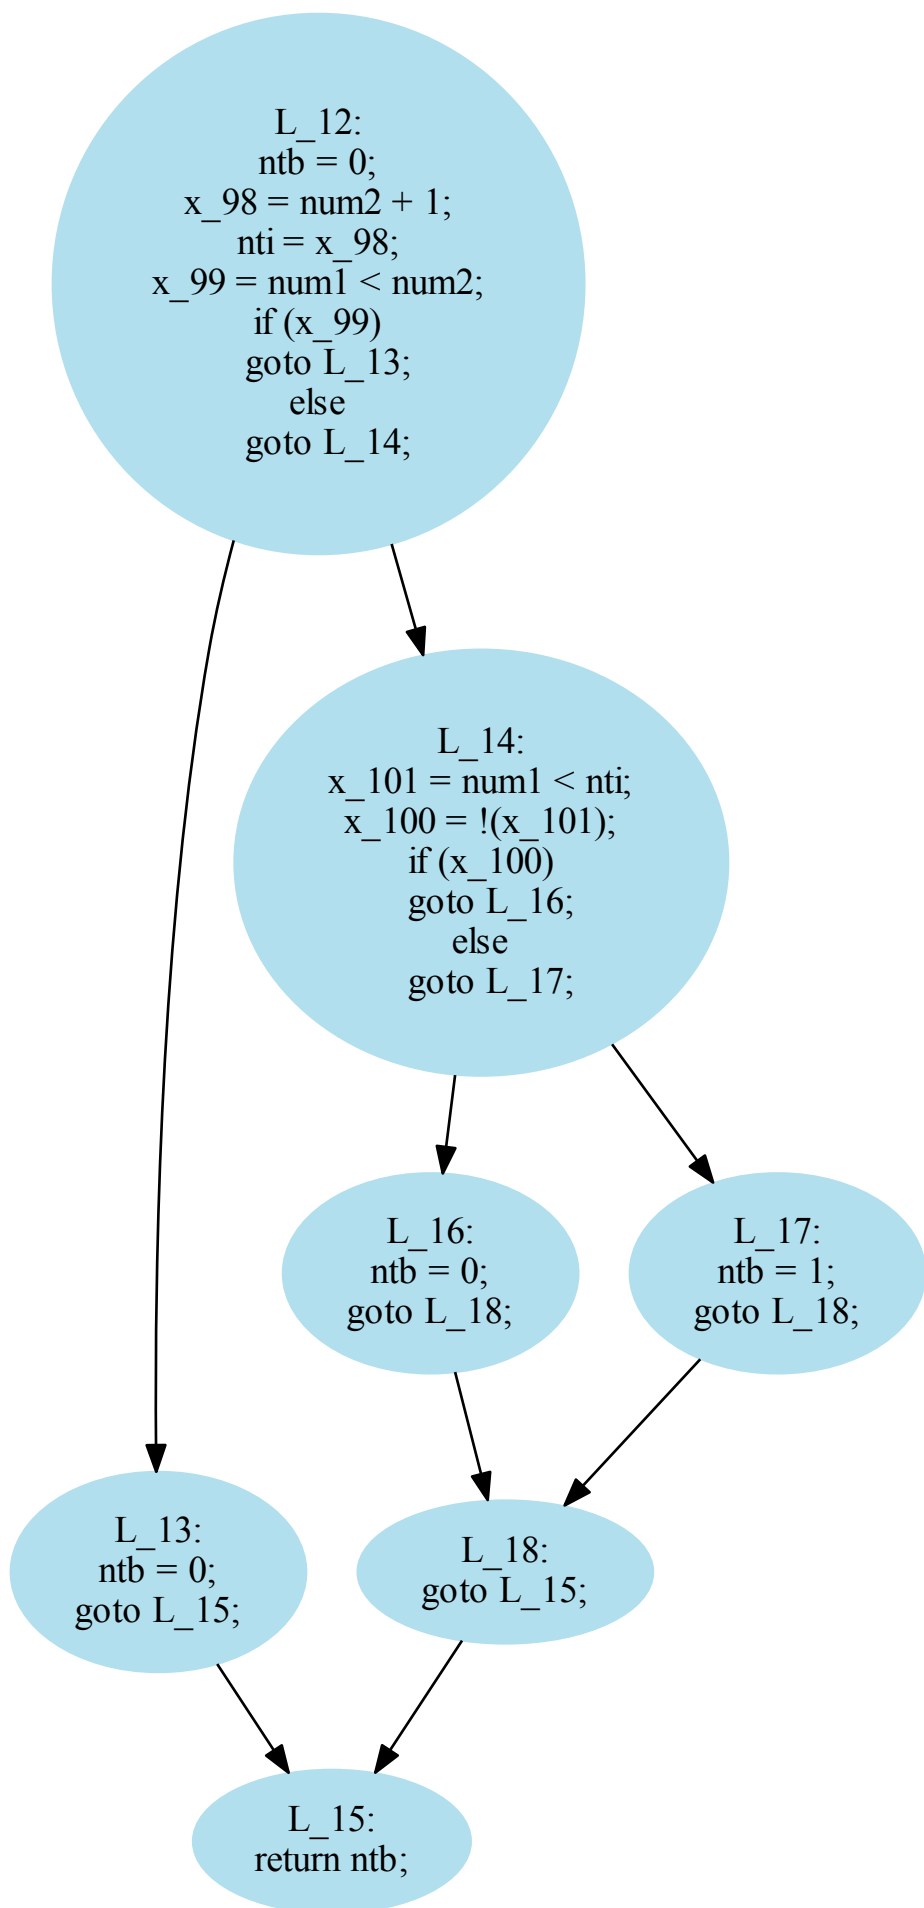 L_12:
ntb = 0;
x_98 = num2 + 1;
nti = x_98;
x_99 = num1 < num2;
if (x_99)
goto L_13;
else
goto L_14;
L_14:
x_101 = num1 < nti;
x_100 = !(x_101);
if (x_100)
goto L_16;
else
goto L_17;
L_16:
ntb = 0;
goto L_18;
L_17:
ntb = 1;
goto L_18;
L_13:
ntb = 0;
goto L_15;
L_18:
goto L_15;
L_15:
return ntb;